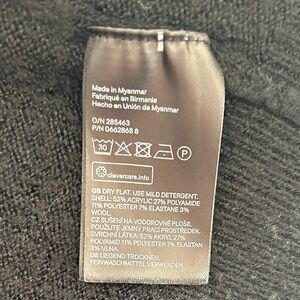 Made in Myanmar
Fabriqué en Birmanie
Hecho en Unión de Myanmar
O/N 285463
P/N 0662868 8
30
P
clevercare.info
GB DRY FLAT. USE MILD DETERGENT.
SHELL: 52% ACRYLIC 27% POLYAMIDE
11% POLYESTER 7% ELASTANE 3%
WOOL
CZ SUŠENÍ NA VODOROVNÉ PLOŠE.
POUŽIJTE JEMNÝ PRACÍ PROSTŘEDEK.
SVRCHNÍ LÁTKA: 52% AKRYL 27%
POLYAMID 11% POLYESTER 7% ELASTAN
3% VLNA.
DE LIEGEND TROCKNEN.
FEINWASCHMITTEL VERWENDEN.